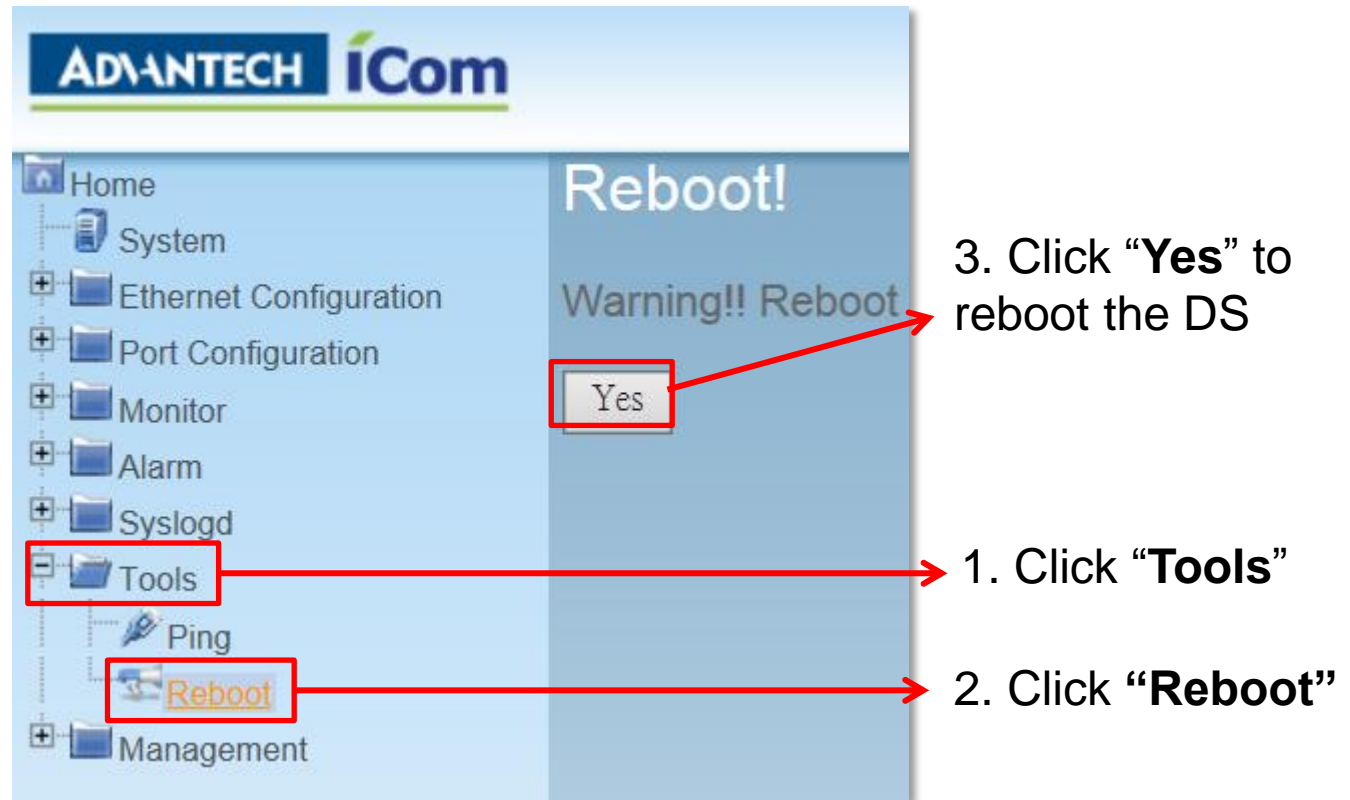 ADVANTECH iCom
Home
System
Ethernet Configuration
Port Configuration
Monitor
Alarm
Syslogd
Tools
Ping
Reboot
Management
Reboot!
Warning!! Reboot
Yes
3. Click “Yes” to
reboot the DS
1. Click “Tools”
2. Click “Reboot”